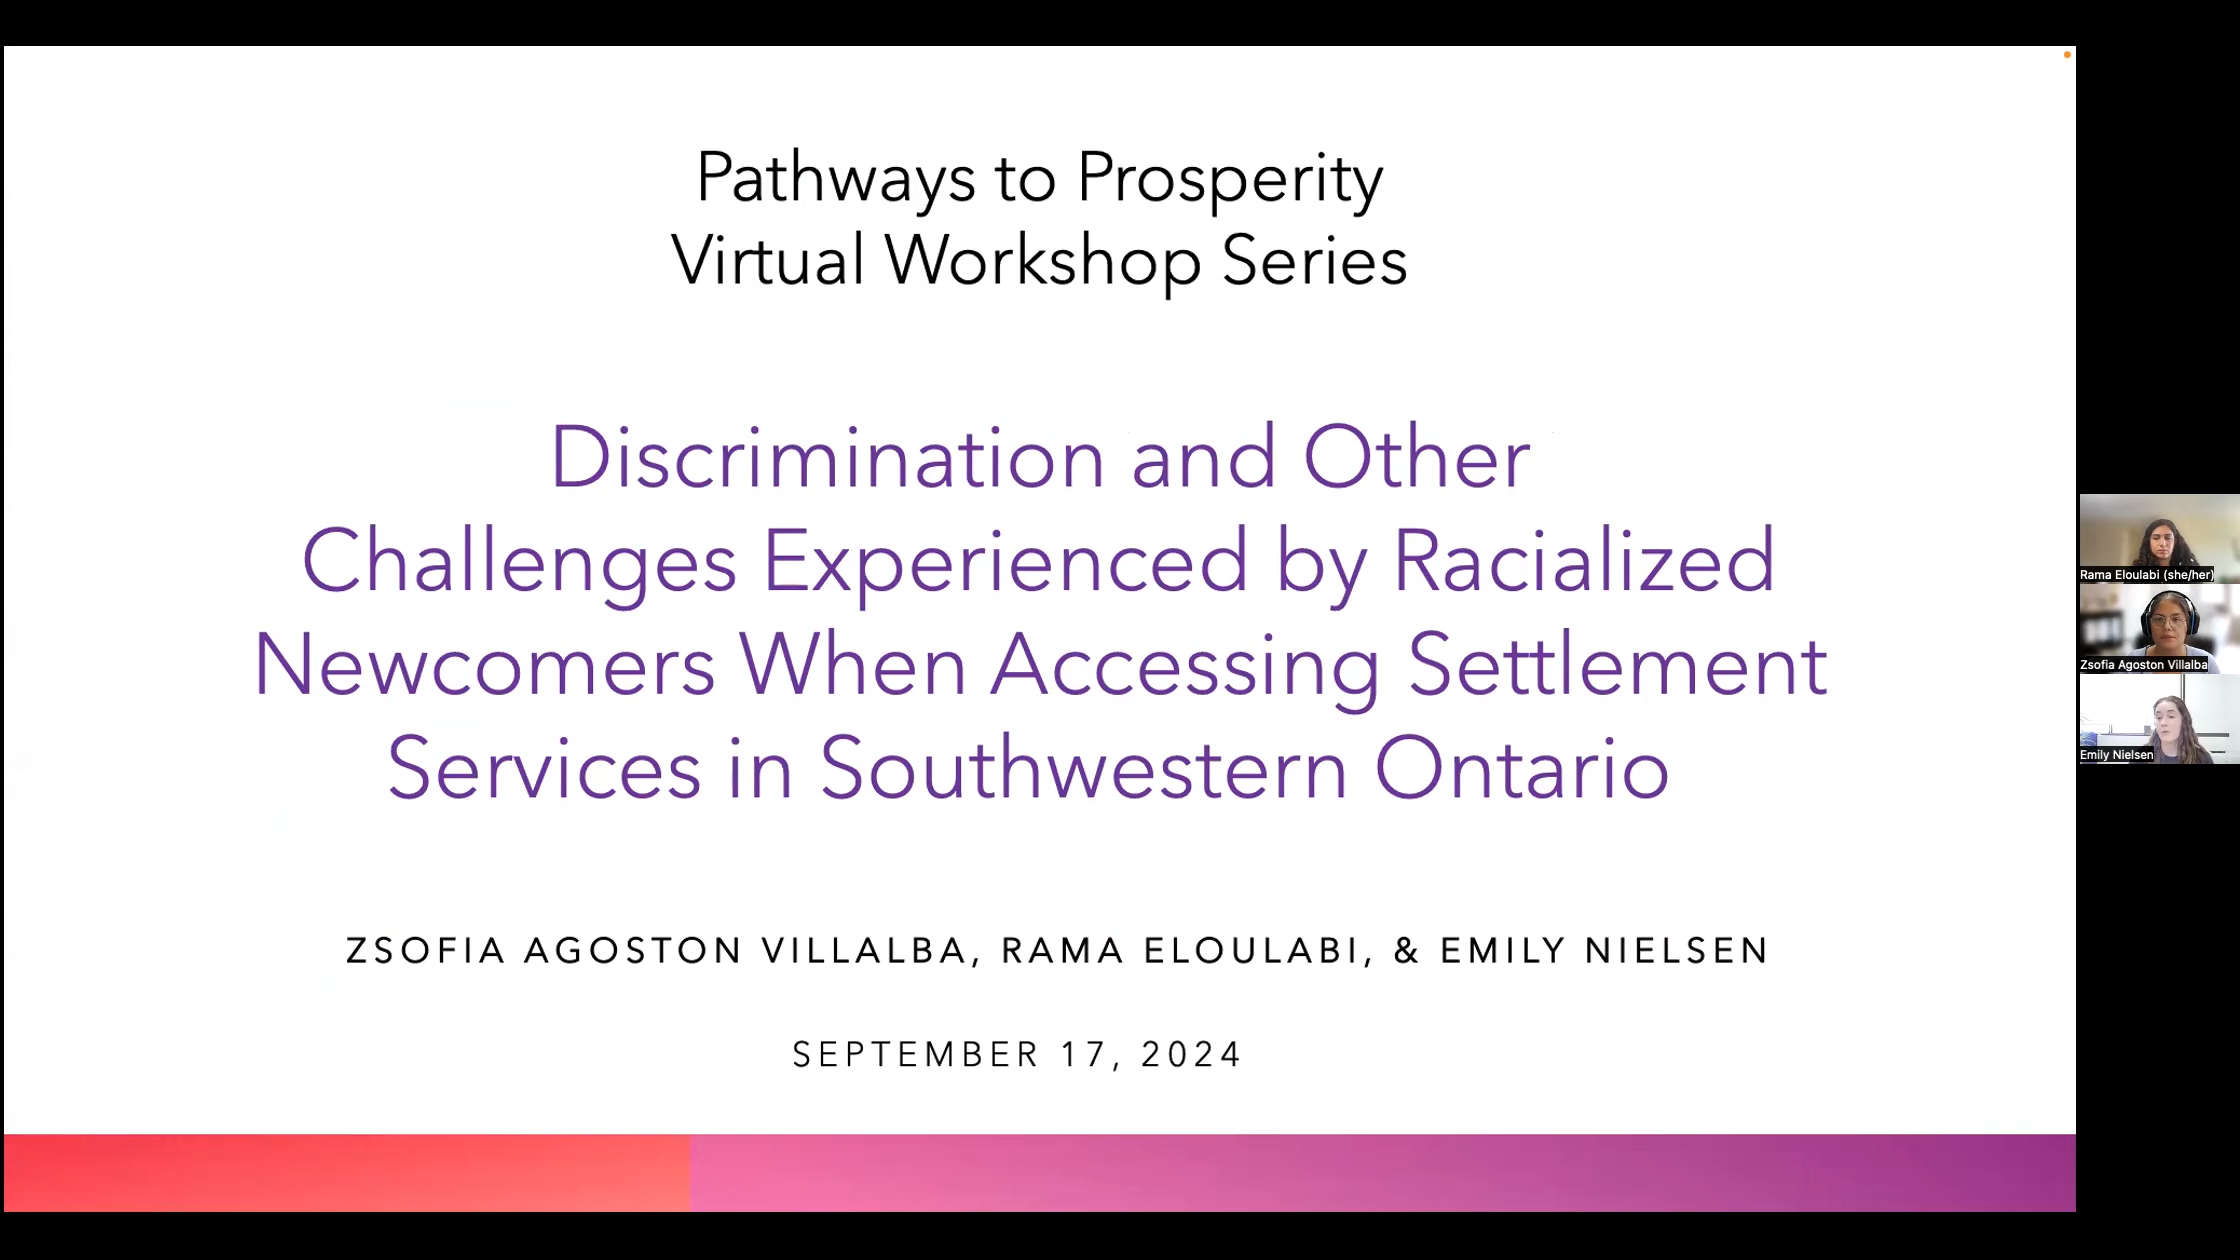 Pathways to Prosperity
Virtual Workshop Series
Discrimination and Other
Challenges Experienced by Racialized
Newcomers When Accessing Settlement
Services in Southwestern Ontario
ZSOFIA AGOSTON VILLALBA, RAMA ELOULABI, & EMILY NIELSEN
SEPTEMBER 17, 2024
Rama Eloulabi (she/her)
Zsofia Agoston Villalba
Emily Nielsen